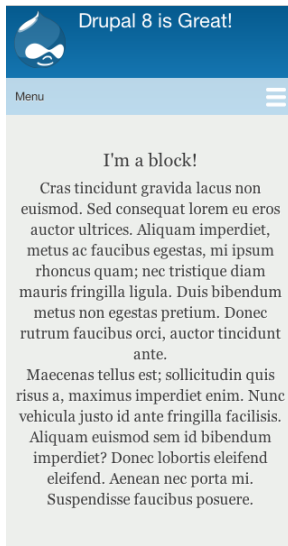 Drupal 8 is Great!
Menu
I'm a block!
Cras tincidunt gravida lacus non
euismod. Sed consequat lorem eu eros
auctor ultrices. Aliquam imperdiet,
metus ac faucibus egestas, mi ipsum
rhoncus quam; nec tristique diam
mauris fringilla ligula. Duis bibendum
metus non egestas pretium. Donec
rutrum faucibus orci, auctor tincidunt
ante.
Maecenas tellus est; sollicitudin quis
risus a, maximus imperdiet enim. Nunc
vehicula justo id ante fringilla facilisis.
Aliquam euismod sem id bibendum
imperdiet? Donec lobortis eleifend
eleifend. Aenean nec porta mi.
Suspendisse faucibus posuere.